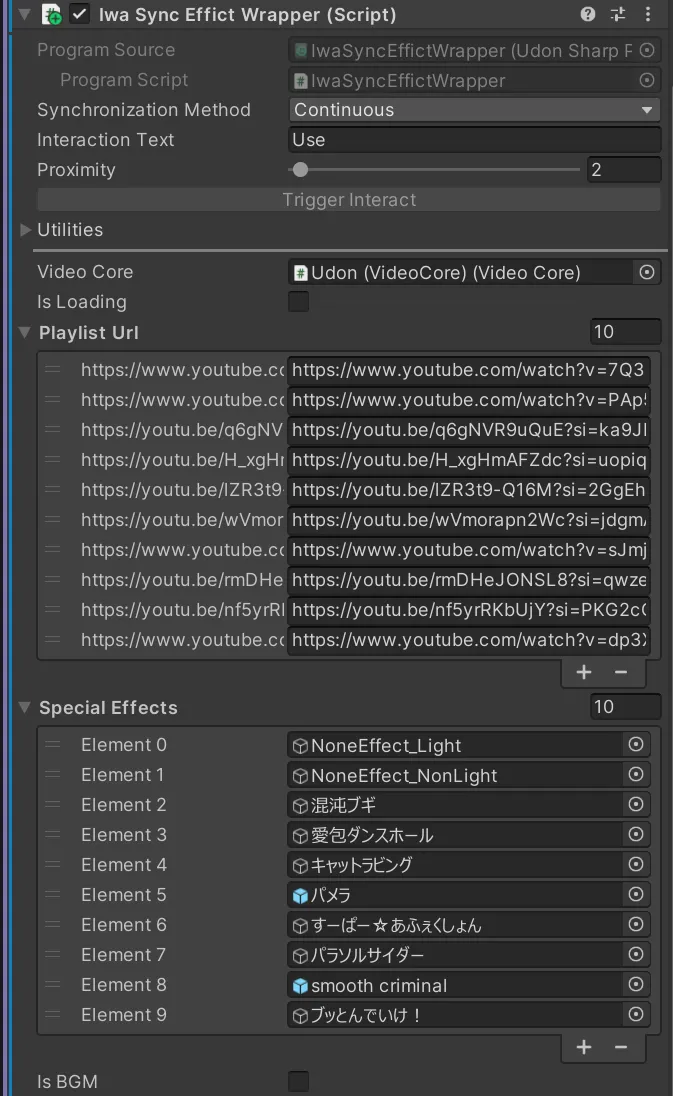 Iwa Sync Effict Wrapper (Script)
Program Source IwaSyncEffictWrapper (Udon Sharp P
Program Script IwaSyncEffictWrapper
Synchronization Method Continuous
Interaction Text Use
Proximity 2
Trigger Interact
Utilities
Video Core Udon (VideoCore) (Video Core)
Is Loading
Playlist Url 10
https://www.youtube.cc https://www.youtube.com/watch?v=7Q3
https://www.youtube.cc https://www.youtube.com/watch?v=PAp5
https://youtu.be/q6gNV https://youtu.be/q6gNVR9uQuE?si=ka9JI
https://youtu.be/H_xgHr https://youtu.be/H_xgHmAFZdc?si=uopiq
https://youtu.be/IZR3t9- https://youtu.be/IZR3t9-Q16M?si=2GgEh
https://youtu.be/wVmor https://youtu.be/wVmorapn2Wc?si=jdgmA
https://www.youtube.cc https://www.youtube.com/watch?v=sJmj
https://youtu.be/rmDHe https://youtu.be/rmDHeJONSL8?si=qwze
https://youtu.be/nf5yrRI https://youtu.be/nf5yrRKbUjY?si=PKG2cC
https://www.youtube.cc https://www.youtube.com/watch?v=dp3X
Special Effects 10
Element 0 NoneEffect_Light
Element 1 NoneEffect_NonLight
Element 2 混沌ブギ
Element 3 愛包ダンスホール
Element 4 キャットラビング
Element 5 パメラ
Element 6 すーぱー☆あふぇくしょん
Element 7 パラソルサイダー
Element 8 smooth criminal
Element 9 ブッとんでいけ！
Is BGM